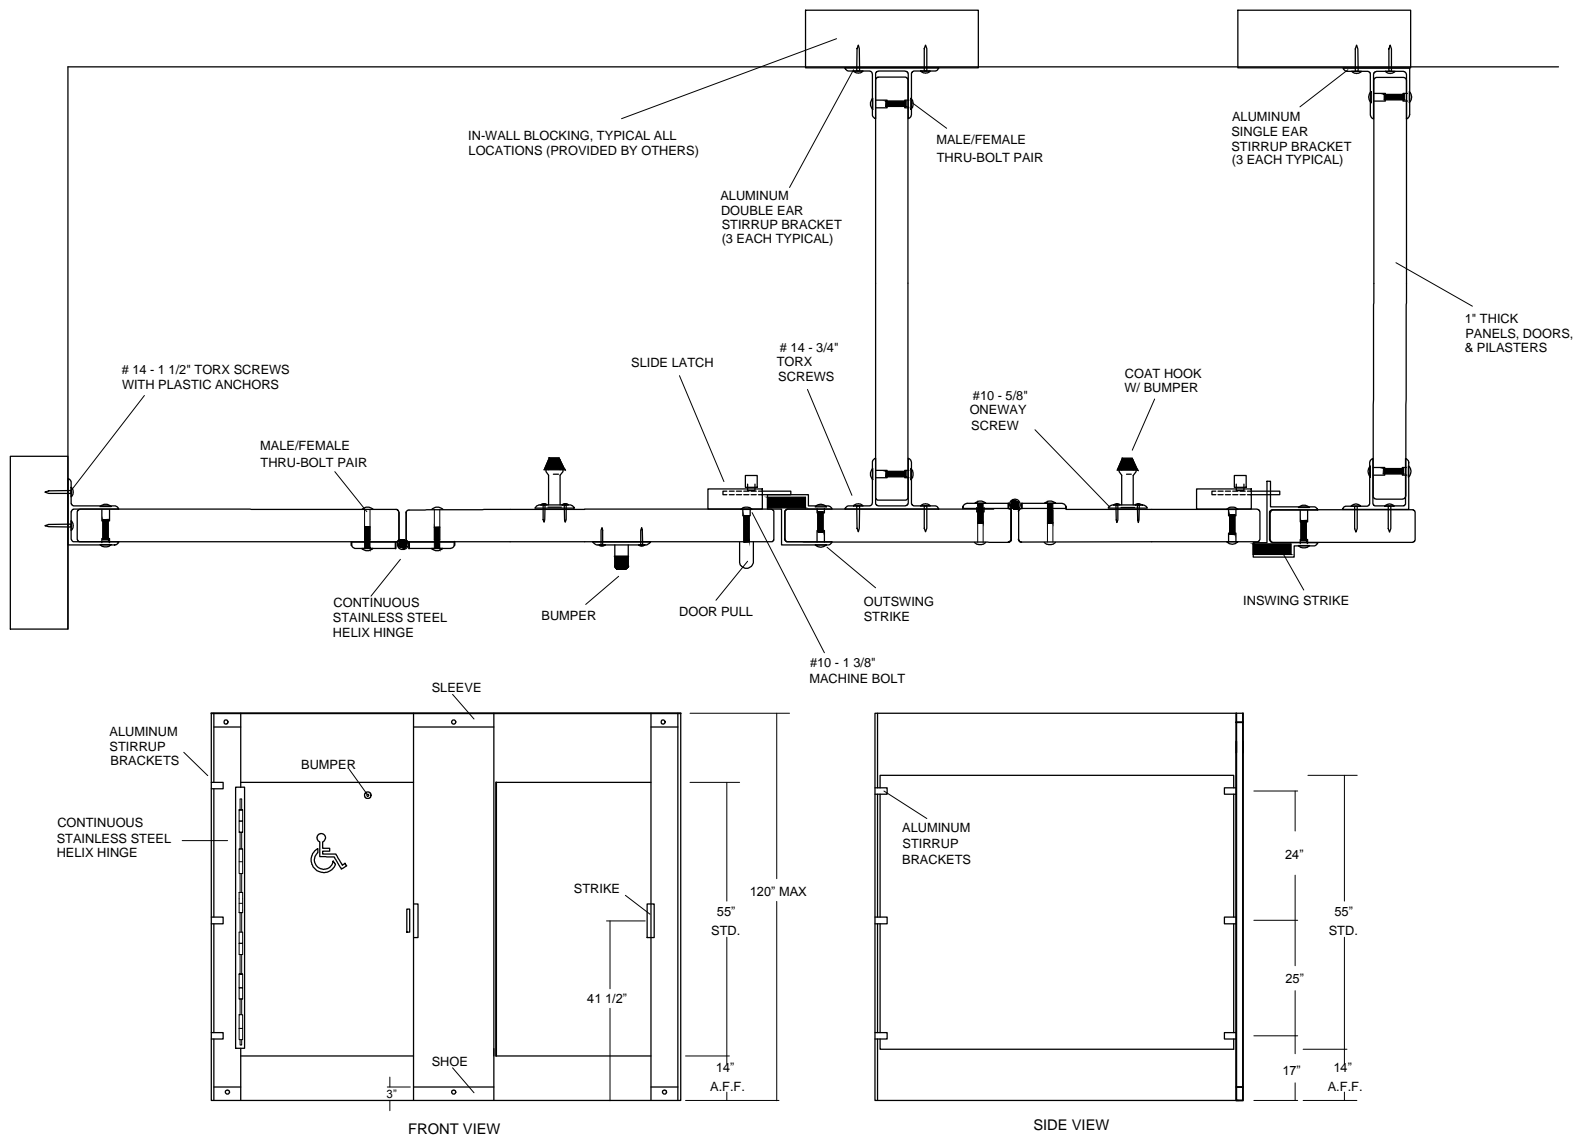 IN-WALL BLOCKING, TYPICAL ALL
LOCATIONS (PROVIDED BY OTHERS)
MALE/FEMALE
THRU-BOLT PAIR
ALUMINUM
SINGLE EAR
STIRRUP BRACKET
(3 EACH TYPICAL)
ALUMINUM
DOUBLE EAR
STIRRUP BRACKET
(3 EACH TYPICAL)
1" THICK
PANELS, DOORS,
& PILASTERS
# 14 - 1 1/2" TORX SCREWS
WITH PLASTIC ANCHORS
SLIDE LATCH
# 14 - 3/4"
TORX
SCREWS
#10 - 5/8"
ONEWAY
SCREW
COAT HOOK
W/ BUMPER
MALE/FEMALE
THRU-BOLT PAIR
CONTINUOUS
STAINLESS STEEL
HELIX HINGE
BUMPER
DOOR PULL
OUTSWING
STRIKE
INSWING STRIKE
#10 - 1 3/8"
MACHINE BOLT
SLEEVE
ALUMINUM
STIRRUP
BRACKETS
BUMPER
CONTINUOUS
STAINLESS STEEL
HELIX HINGE
STRIKE
120” MAX
55”
STD.
41 1/2”
SHOE
14”
A.F.F.
3”
FRONT VIEW
ALUMINUM
STIRRUP
BRACKETS
24”
55”
STD.
25”
17”
14”
A.F.F.
SIDE VIEW